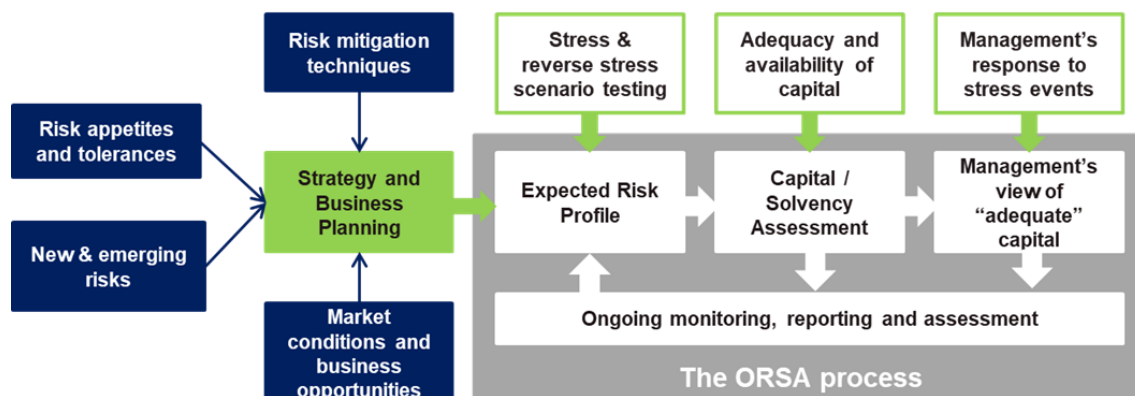 Risk mitigation
techniques
Stress &
reverse stress
scenario testing
Adequacy and
availability of
capital
Management’s
response to
stress events
Risk appetites
and tolerances
Strategy and
Business
Planning
Expected Risk
Profile
Capital /
Solvency
Assessment
Management’s
view of
“adequate”
capital
New & emerging
risks
Market
conditions and
business
opportunities
Ongoing monitoring, reporting and assessment
The ORSA process